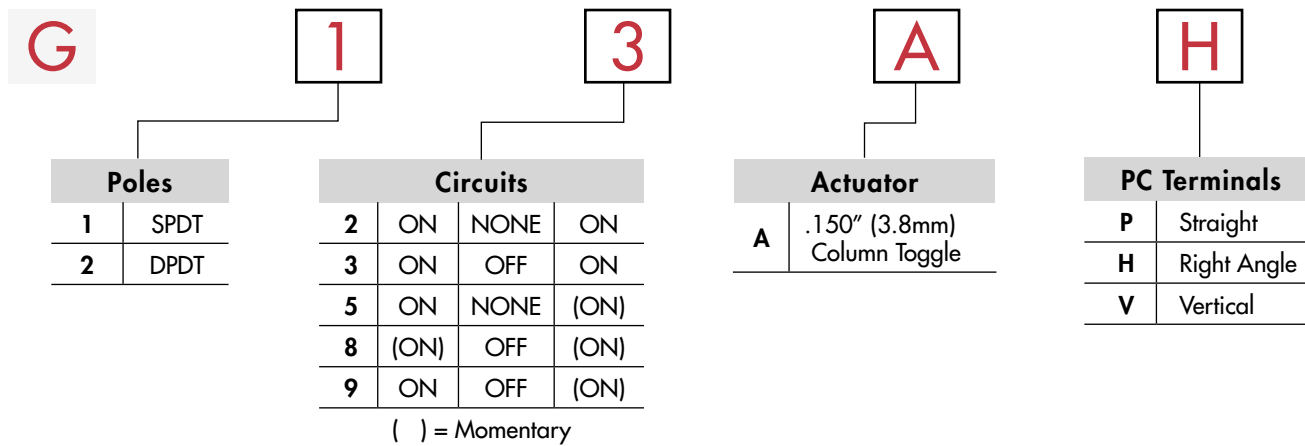 G 1 3 A H
Poles
1 SPDT
2 DPDT
Circuits
2 ON NONE ON
3 ON OFF ON
5 ON NONE (ON)
8 (ON) OFF (ON)
9 ON OFF (ON)
( ) = Momentary
Actuator
A .150” (3.8mm)
Column Toggle
PC Terminals
P Straight
H Right Angle
V Vertical